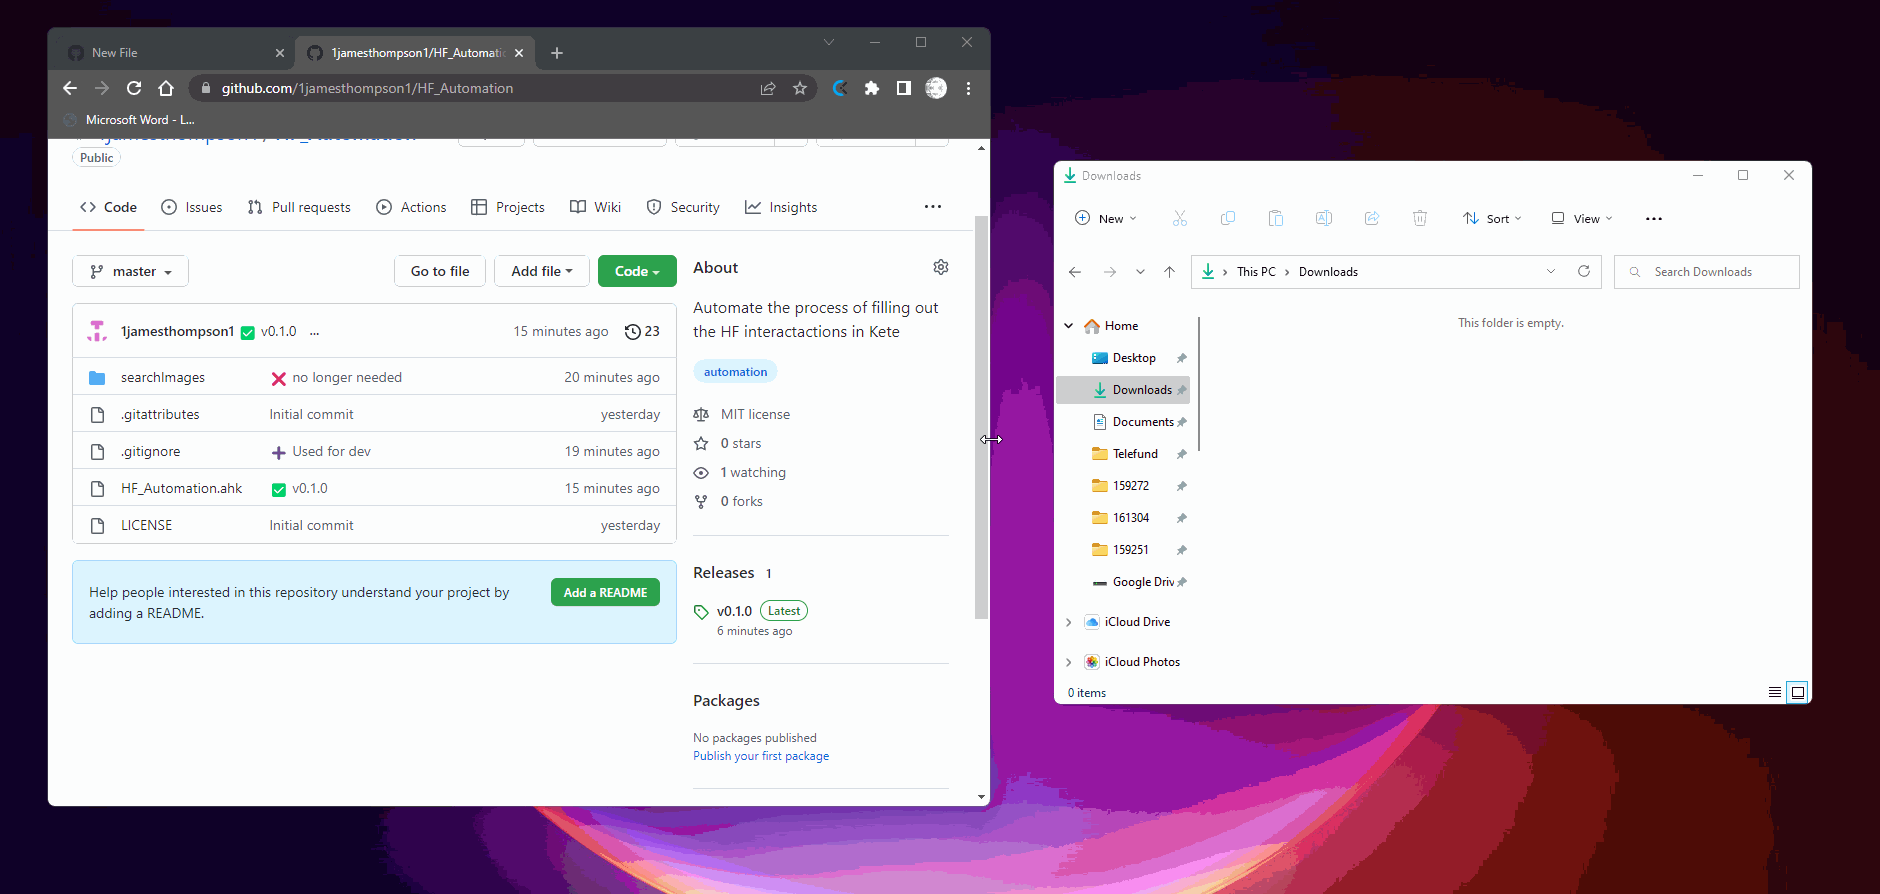 New File
1jamesthompson1/HF_Automatic
github.com/1jamesthompson1/HF_Automation
Microsoft Word - L...
Public
Code
Issues
Pull requests
Actions
Projects
Wiki
Security
Insights
master
Go to file
Add file
Code
1jamesthompson1 ✅ v0.1.0 ...
15 minutes ago
23
searchImages
❌ no longer needed
20 minutes ago
.gitattributes
Initial commit
yesterday
.gitignore
➕ Used for dev
19 minutes ago
HF_Automation.ahk
✅ v0.1.0
15 minutes ago
LICENSE
Initial commit
yesterday
Help people interested in this repository understand your project by
adding a README.
Add a README
About
Automate the process of filling out
the HF interactactions in Kete
automation
MIT license
0 stars
1 watching
0 forks
Releases 1
v0.1.0 Latest
6 minutes ago
Packages
No packages published
Publish your first package
Downloads
New
Sort
View
This PC › Downloads
Search Downloads
Home
Desktop
Downloads
Documents
Telefund
159272
161304
159251
Google Driv
iCloud Drive
iCloud Photos
This folder is empty.
0 items